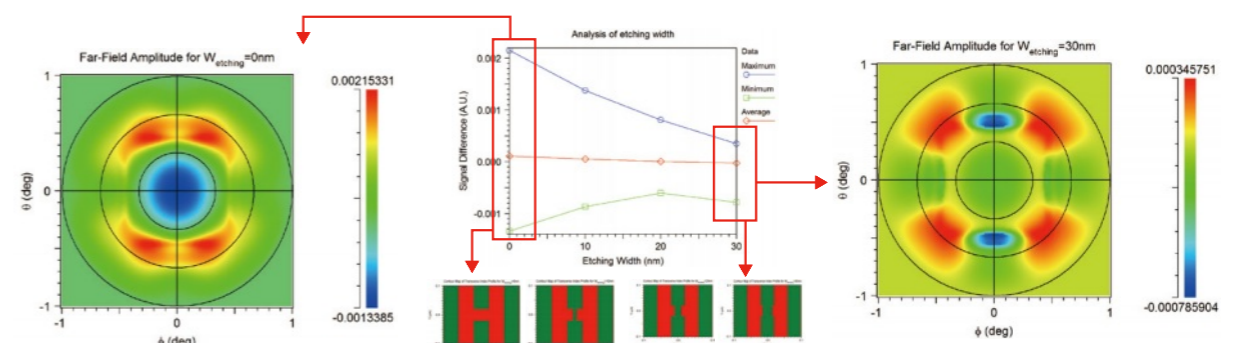 Far-Field Amplitude for Wetching=0nm
1
0
-1
θ (deg)
-1
0
1
ϕ (deg)
0.00215331
-0.0013385
Analysis of etching width
0.002
0.001
0.000
-0.001
Signal Difference (A.U.)
0
10
20
30
Etching Width (nm)
Data
Maximum
Minimum
Average
Far-Field Amplitude for Wetching=30nm
1
0
-1
θ (deg)
-1
0
1
ϕ (deg)
0.000345751
-0.000785904